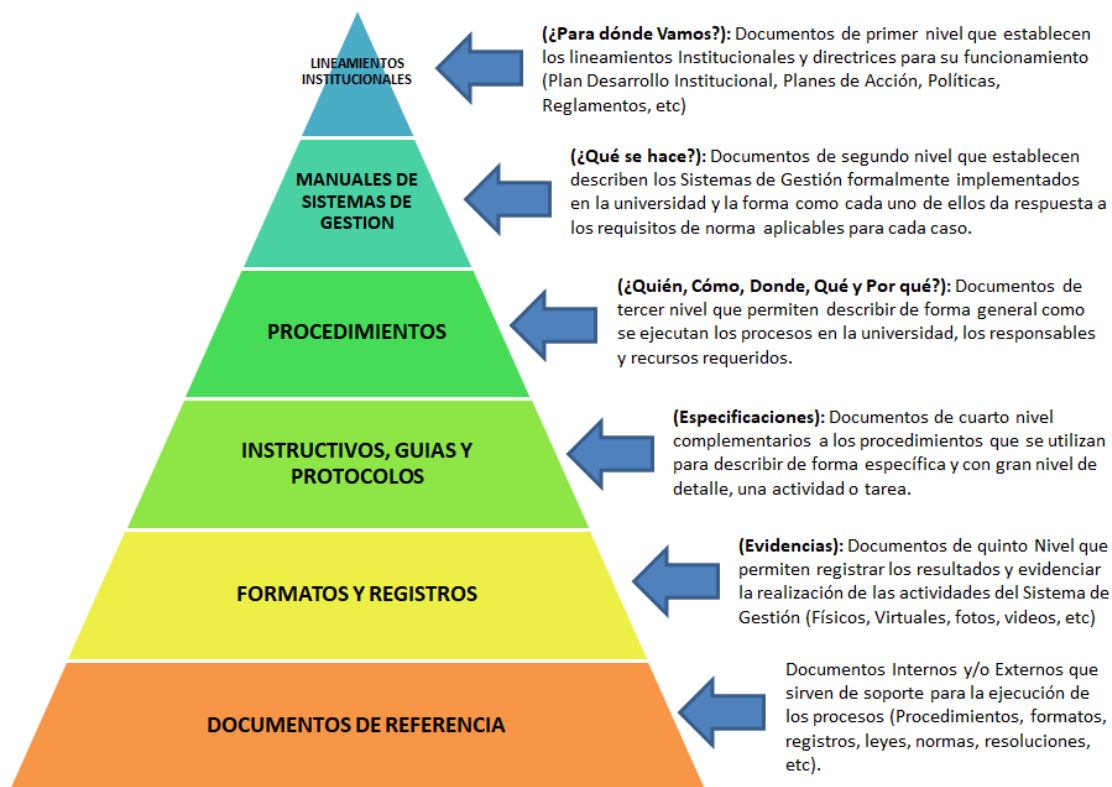 LINEAMIENTOS
INSTITUCIONALES
(¿Para dónde Vamos?): Documentos de primer nivel que establecen
los lineamientos Institucionales y directrices para su funcionamiento
(Plan Desarrollo Institucional, Planes de Acción, Políticas,
Reglamentos, etc)
MANUALES DE
SISTEMAS DE
GESTION
(¿Qué se hace?): Documentos de segundo nivel que establecen
describen los Sistemas de Gestión formalmente implementados
en la universidad y la forma como cada uno de ellos da respuesta a
los requisitos de norma aplicables para cada caso.
PROCEDIMIENTOS
(¿Quién, Cómo, Donde, Qué y Por qué?): Documentos de
tercer nivel que permiten describir de forma general como
se ejecutan los procesos en la universidad, los responsables
y recursos requeridos.
INSTRUCTIVOS, GUIAS Y
PROTOCOLOS
(Especificaciones): Documentos de cuarto nivel
complementarios a los procedimientos que se utilizan
para describir de forma específica y con gran nivel de
detalle, una actividad o tarea.
FORMATOS Y REGISTROS
(Evidencias): Documentos de quinto Nivel que
permiten registrar los resultados y evidenciar
la realización de las actividades del Sistema de
Gestión (Físicos, Virtuales, fotos, videos, etc)
DOCUMENTOS DE REFERENCIA
Documentos Internos y/o Externos que
sirven de soporte para la ejecución de
los procesos (Procedimientos, formatos,
registros, leyes, normas, resoluciones,
etc).